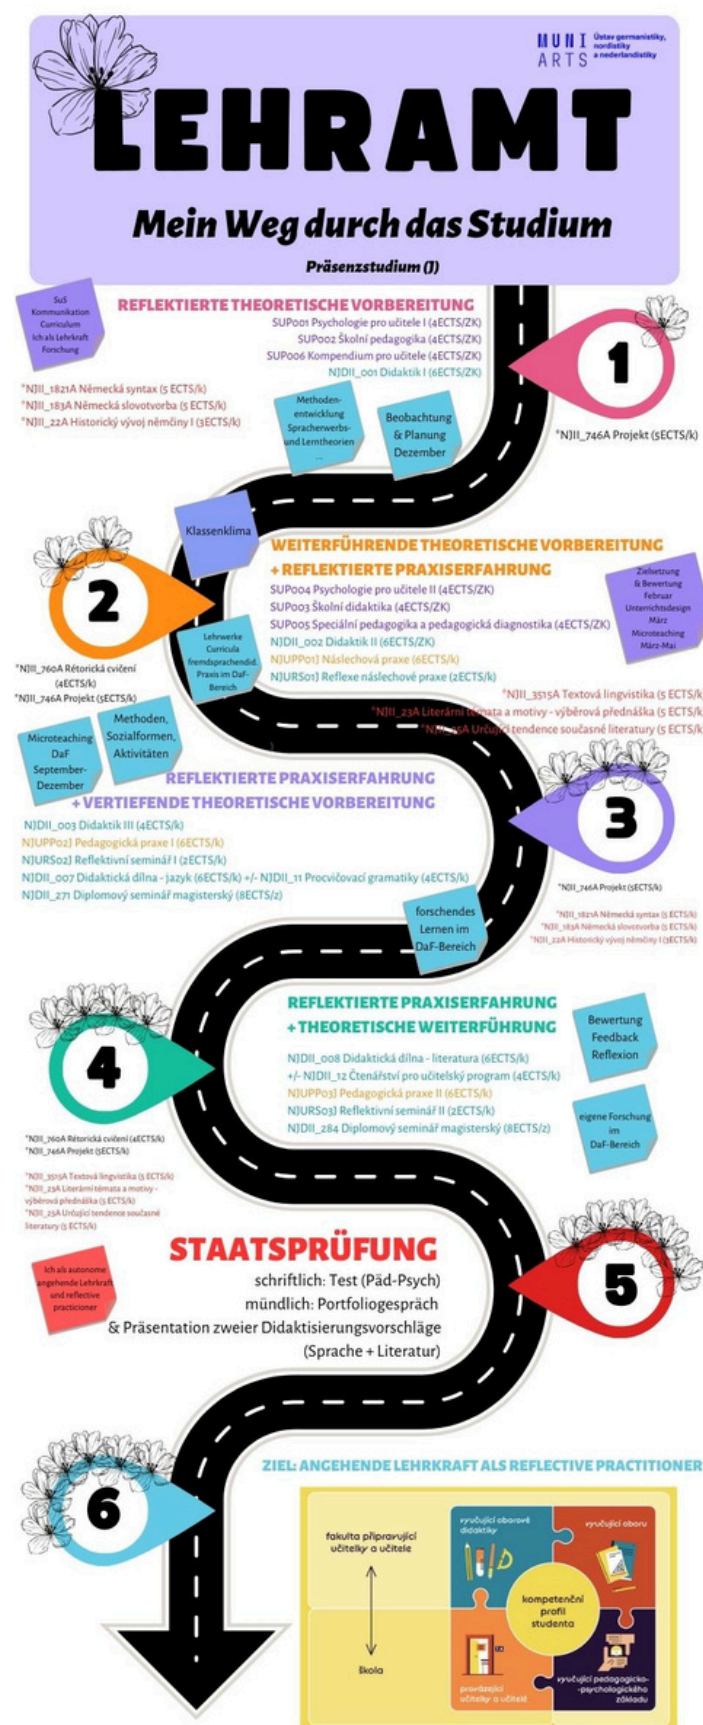 MUNI
ARTS
Ústav germanistiky,
nordistiky
a nederlandistiky
LEHRAMT
Mein Weg durch das Studium
Präsenzstudium (J)
SuS
Kommunikation
Curriculum
Ich als Lehrkraft
Forschung
REFLEKTIERTE THEORETISCHE VORBEREITUNG
SUP001 Psychologie pro učitele I (4ECTS/ZK)
SUP002 Školní pedagogika (4ECTS/ZK)
SUP006 Kompendium pro učitele (4ECTS/ZK)
NJDII_001 Didaktik I (6ECTS/ZK)
*NJII_1821A Německá syntax (5 ECTS/k)
*NJII_183A Německá slovotvorba (5 ECTS/k)
*NJII_22A Historický vývoj němčiny I (3ECTS/k)
Methoden-
entwicklung
Spracherwerbs-
und Lerntheorien
...
Beobachtung
& Planung
Dezember
1
*NJII_746A Projekt (5ECTS/k)
Klassenklima
2
WEITERFÜHRENDE THEORETISCHE VORBEREITUNG
+ REFLEKTIERTE PRAXISERFAHRUNG
SUP004 Psychologie pro učitele II (4ECTS/ZK)
SUP003 Školní didaktika (4ECTS/ZK)
SUP005 Speciální pedagogika a pedagogická diagnostika (4ECTS/ZK)
NJDII_002 Didaktik II (6ECTS/ZK)
NJUPP01J Náslechová praxe (6ECTS/k)
NJURS01J Reflexe náslechové praxe (2ECTS/k)
Zielsetzung
& Bewertung
Februar
Unterrichtsdesign
März
Microteaching
März-Mai
Lehrwerke
Curricula
fremdsprachendid.
Praxis im DaF-
Bereich
*NJII_760A Rétorická cvičení
(4ECTS/k)
*NJII_746A Projekt (5ECTS/k)
*NJII_3515A Textová lingvistika (5 ECTS/k)
*NJII_23A Literární témata a motivy - výběrová přednáška (5 ECTS/k)
*NJII_25A Určující tendence současné literatury (5 ECTS/k)
Microteaching
DaF
September-
Dezember
Methoden,
Sozialformen,
Aktivitäten
REFLEKTIERTE PRAXISERFAHRUNG
+ VERTIEFENDE THEORETISCHE VORBEREITUNG
NJDII_003 Didaktik III (4ECTS/k)
NJUPP02J Pedagogická praxe I (6ECTS/k)
NJURS02J Reflektivní seminář I (2ECTS/k)
NJDII_007 Didaktická dílna - jazyk (6ECTS/k) +/- NJDII_11 Procvičovací gramatiky (4ECTS/k)
NJDII_271 Diplomový seminář magisterský (8ECTS/z)
3
*NJII_746A Projekt (5ECTS/k)
*NJII_1821A Německá syntax (5 ECTS/k)
*NJII_183A Německá slovotvorba (5 ECTS/k)
*NJII_22A Historický vývoj němčiny I (3ECTS/k)
forschendes
Lernen im
DaF-Bereich
4
REFLEKTIERTE PRAXISERFAHRUNG
+ THEORETISCHE WEITERFÜHRUNG
NJDII_008 Didaktická dílna - literatura (6ECTS/k)
+/- NJDII_12 Čtenářství pro učitelský program (4ECTS/k)
NJUPP03J Pedagogická praxe II (6ECTS/k)
NJURS03J Reflektivní seminář II (2ECTS/k)
NJDII_284 Diplomový seminář magisterský (8ECTS/z)
Bewertung
Feedback
Reflexion
eigene Forschung
im
DaF-Bereich
*NJII_760A Rétorická cvičení (4ECTS/k)
*NJII_746A Projekt (5ECTS/k)
*NJII_3515A Textová lingvistika (5 ECTS/k)
*NJII_23A Literární témata a motivy -
výběrová přednáška (5 ECTS/k)
*NJII_25A Určující tendence současné
literatury (5 ECTS/k)
Ich als autonome
angehende Lehrkraft
und reflective
practicioner
STAATSPRÜFUNG
schriftlich: Test (Päd-Psych)
mündlich: Portfoliogespräch
& Präsentation zweier Didaktisierungsvorschläge
(Sprache + Literatur)
5
6
ZIEL: ANGEHENDE LEHRKRAFT ALS REFLECTIVE PRACTITIONER
fakulta připravující
učitelky a učitele
škola
vyučující oborové
didaktiky
vyučující oboru
kompetenční
profil
studenta
provázející
učitelky a učitelé
vyučující pedagogicko-
-psychologického
základu